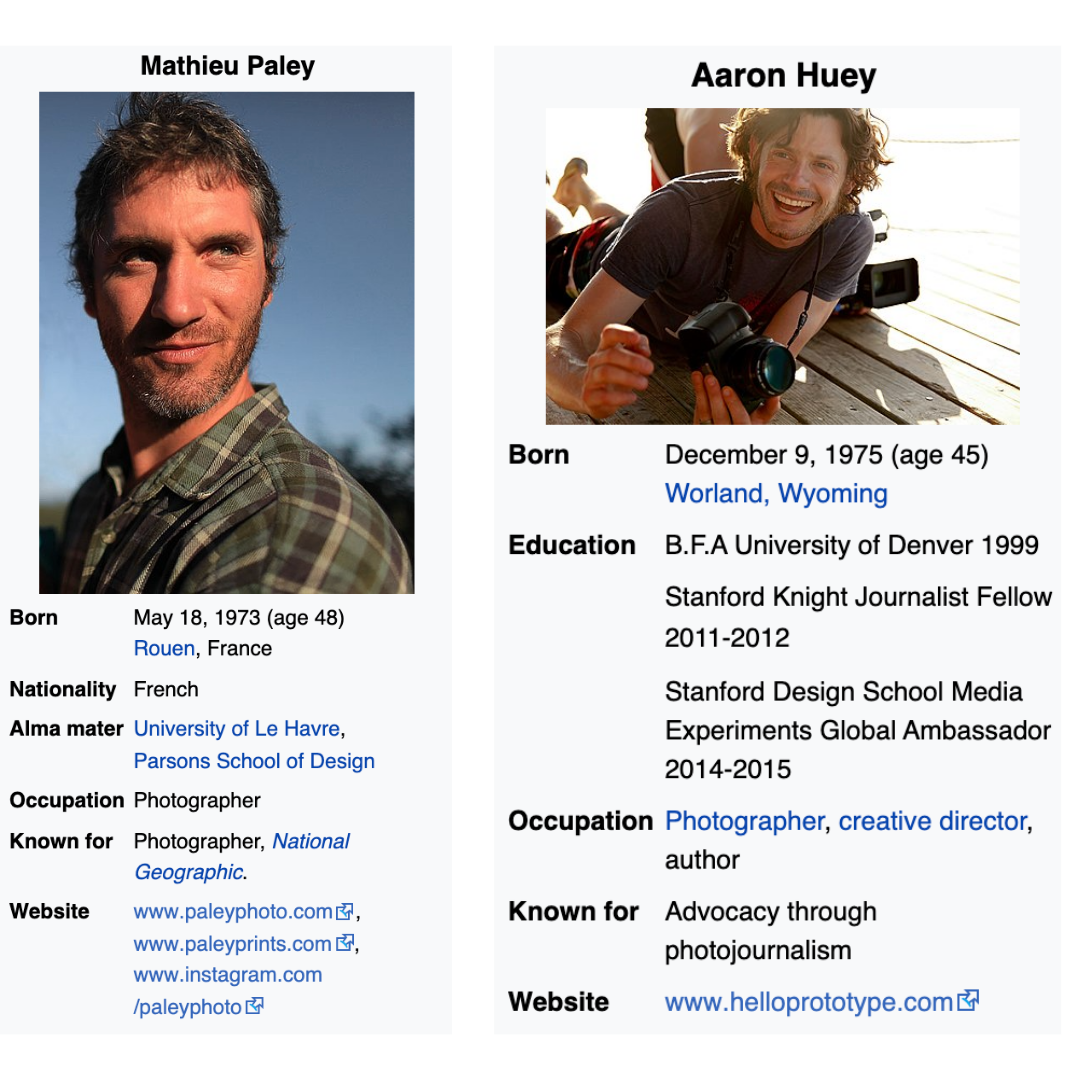 Mathieu Paley
Born May 18, 1973 (age 48)
Rouen, France
Nationality French
Alma mater University of Le Havre,
Parsons School of Design
Occupation Photographer
Known for Photographer, National
Geographic.
Website www.paleyphoto.com,
www.paleyprints.com,
www.instagram.com
/paleyphoto
Aaron Huey
Born December 9, 1975 (age 45)
Worland, Wyoming
Education B.F.A University of Denver 1999
Stanford Knight Journalist Fellow
2011-2012
Stanford Design School Media
Experiments Global Ambassador
2014-2015
Occupation Photographer, creative director,
author
Known for Advocacy through
photojournalism
Website www.helloprototype.com